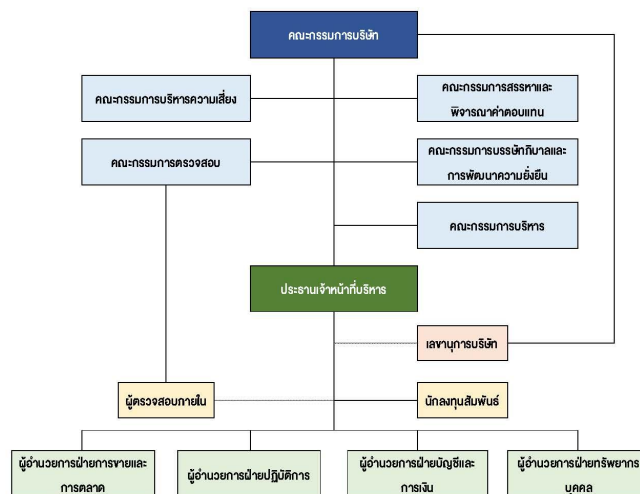 คณะกรรมการบริษัท
คณะกรรมการบริหารความเสี่ยง
คณะกรรมการสรรหาและ
พิจารณาค่าตอบแทน
คณะกรรมการตรวจสอบ
คณะกรรมการบรรษัทภิบาลและ
การพัฒนาความยั่งยืน
คณะกรรมการบริหาร
ประธานเจ้าหน้าที่บริหาร
เลขานุการบริษัท
ผู้ตรวจสอบภายใน
นักลงทุนสัมพันธ์
ผู้อำนวยการฝ่ายการขายและ
การตลาด
ผู้อำนวยการฝ่ายปฏิบัติการ
ผู้อำนวยการฝ่ายบัญชีและ
การเงิน
ผู้อำนวยการฝ่ายทรัพยากร
บุคคล